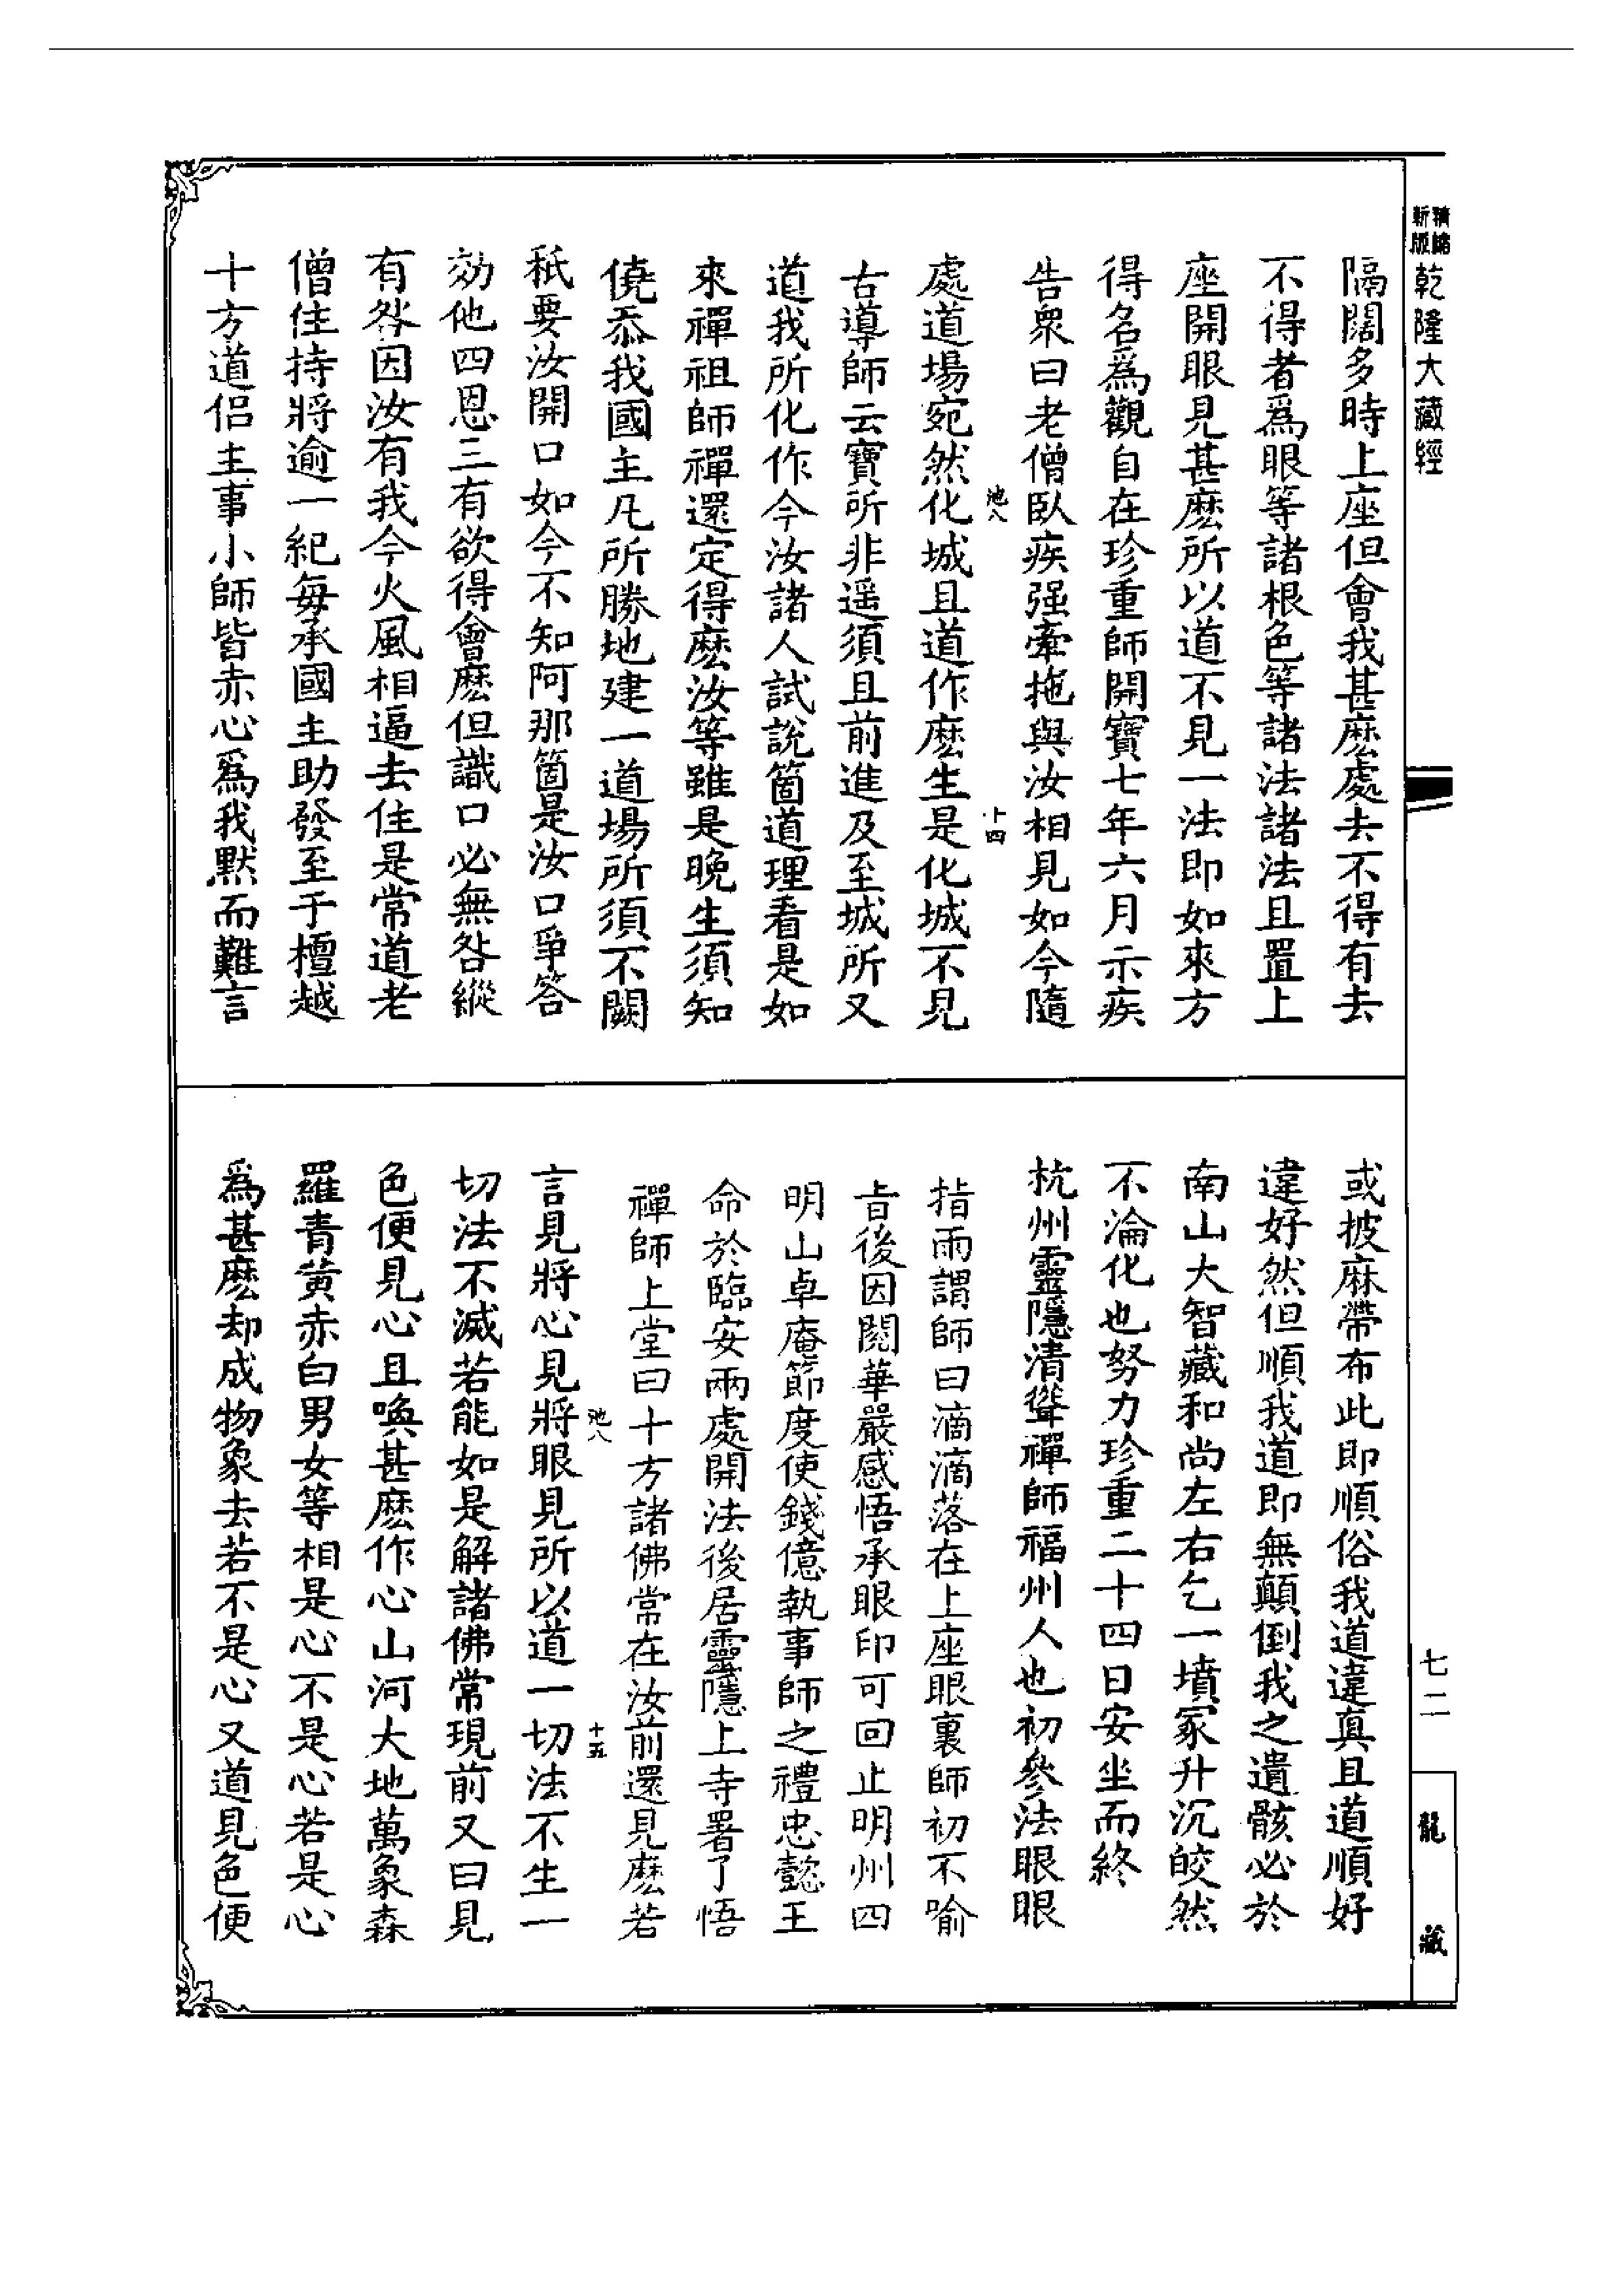 精縮
新版
乾隆大藏經
隔闊多時上座但會我甚麽處去不得有去
不得者爲眼等諸根色等諸法諸法且置上
座開眼見甚麽所以道不見一法即如來方
得名爲觀自在珍重師開寶七年六月示疾
告衆曰老僧臥疾强牽拖與汝相見如今隨
池八
十四
處道場宛然化城且道作麽生是化城不見
古導師云寶所非遥須且前進及至城所又
道我所化作今汝諸人試說箇道理看是如
來禪祖師禪還定得麽汝等雖是晚生須知
僥忝我國主凡所勝地建一道場所須不闕
秖要汝開口如今不知阿那箇是汝口爭答
効他四恩三有欲得會麽但識口必無咎縱
有咎因汝有我今火風相逼去住是常道老
僧住持將逾一紀每承國主助發至于檀越
十方道侣主事小師皆赤心爲我默而難言
或披麻帶布此即順俗我道違真且道順好
違好然但順我道即無顛倒我之遺骸必於
南山大智藏和尚左右乞一墳冢升沉皎然
不淪化也努力珍重二十四日安坐而終
杭州靈隱清聳禪師福州人也初參法眼眼
指雨謂師曰滴滴落在上座眼裏師初不喻
旨後因閱華嚴感悟承眼印可回止明州四
明山卓庵節度使錢億執事師之禮忠懿王
命於臨安兩處開法後居靈隱上寺署了悟
禪師上堂曰十方諸佛常在汝前還見麽若
池八
十五
言見將心見將眼見所以道一切法不生一
切法不滅若能如是解諸佛常現前又曰見
色便見心且喚甚麽作心山河大地萬象森
羅青黄赤白男女等相是心不是心若是心
爲甚麽却成物象去若不是心又道見色便
七二
龍藏